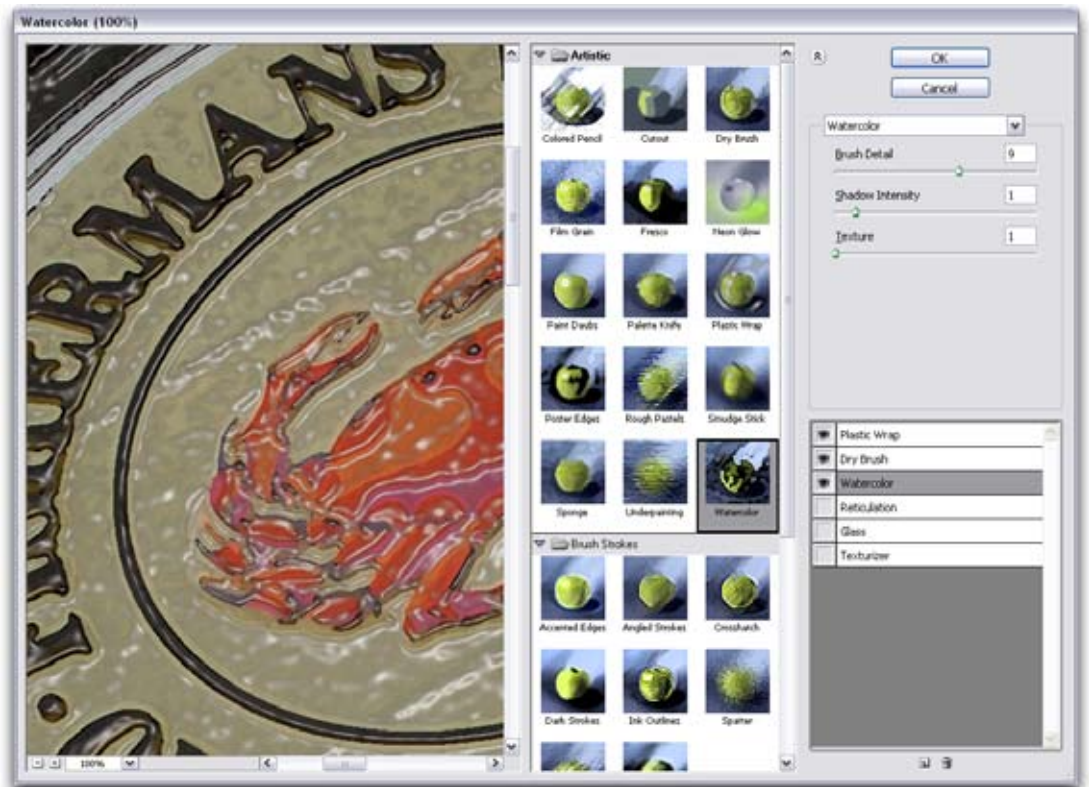 Watercolor (100%)
FISHERMANS
100%
Artistic
Colored Pencil
Cutout
Dry Brush
Film Grain
Fresco
Neon Glow
Paint Daubs
Palette Knife
Plastic Wrap
Poster Edges
Rough Pastels
Smudge Stick
Sponge
Underpainting
Watercolor
Brush Strokes
Accented Edges
Angled Strokes
Crosshatch
Dark Strokes
Ink Outlines
Spatter
OK
Cancel
Watercolor
Brush Detail
9
Shadow Intensity
1
Texture
1
Plastic Wrap
Dry Brush
Watercolor
Reticulation
Glass
Texturizer